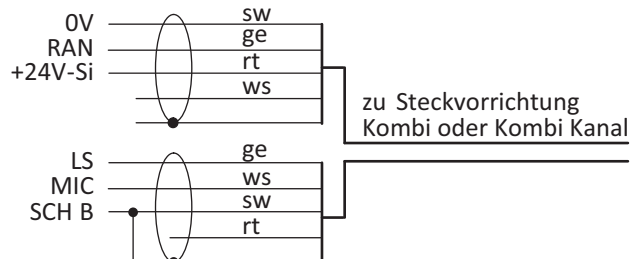 0V sw
RAN ge
+24V-Si rt
ws
zu Steckvorrichtung
Kombi oder Kombi Kanal
LS ge
MIC ws
SCH B sw
rt